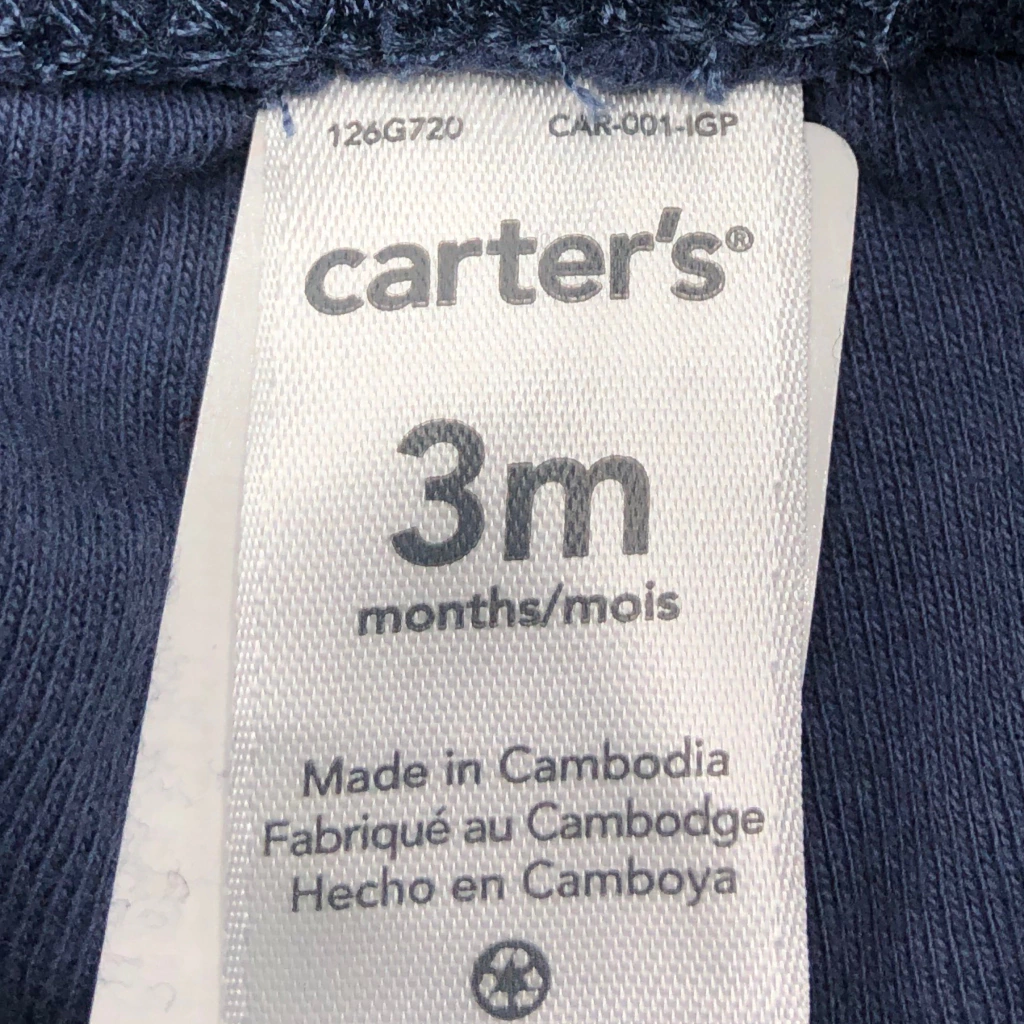 126G720 CAR-001-IGP
carter's®
3m
months/mois
Made in Cambodia
Fabriqué au Cambodge
Hecho en Camboya